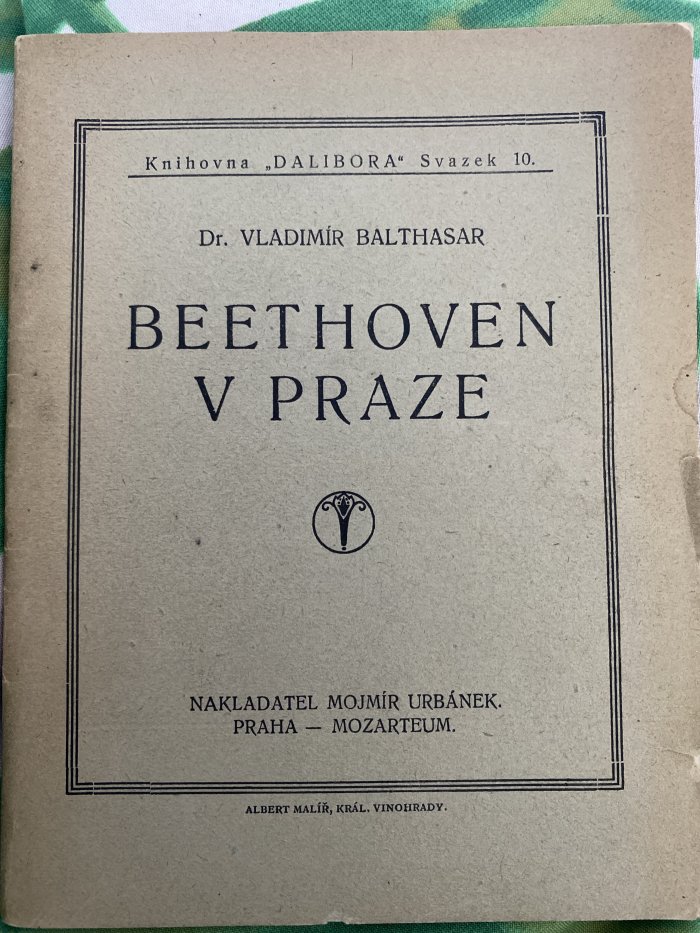 Knihovna „DALIBORA“ Svazek 10.
Dr. VLADIMÍR BALTHASAR
BEETHOVEN
V PRAZE
NAKLADATEL MOJMÍR URBÁNEK.
PRAHA — MOZARTEUM.
ALBERT MALÍŘ, KRÁL. VINOHRADY.